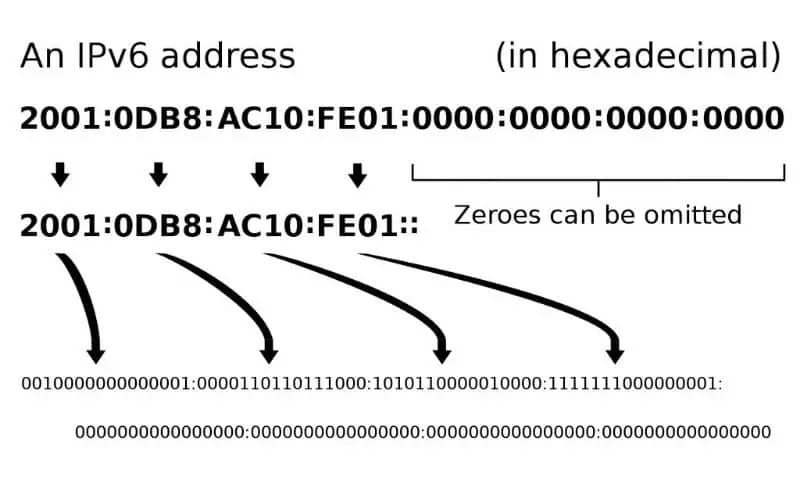 An IPv6 address (in hexadecimal)
2001:0DB8:AC10:FE01:0000:0000:0000:0000
2001:0DB8:AC10:FE01::
Zeroes can be omitted
0010000000000001:0000110110111000:1010110000010000:1111111000000001:
0000000000000000:0000000000000000:0000000000000000:0000000000000000